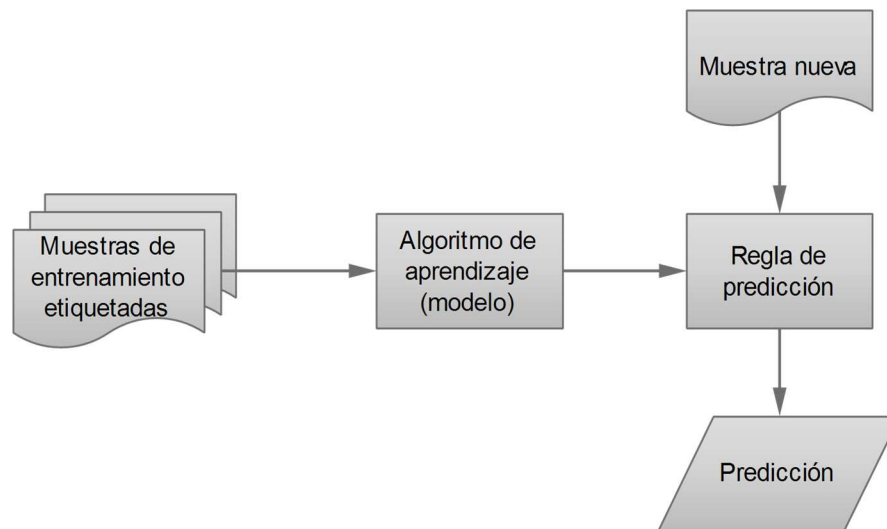 Muestra nueva
Muestras de
entrenamiento
etiquetadas
Algoritmo de
aprendizaje
(modelo)
Regla de
predicción
Predicción